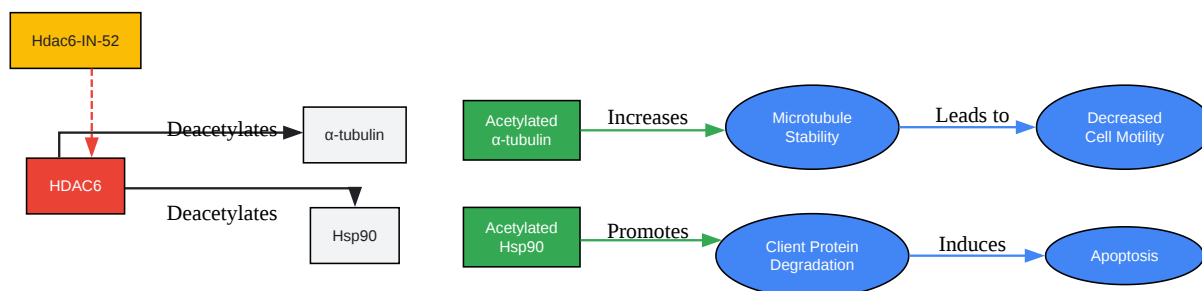 Hdac6-IN-52
Deacetylates
α-tubulin
HDAC6
Deacetylates
Hsp90
Acetylated
α-tubulin
Increases
Microtubule
Stability
Leads to
Decreased
Cell Motility
Acetylated
Hsp90
Promotes
Client Protein
Degradation
Induces
Apoptosis